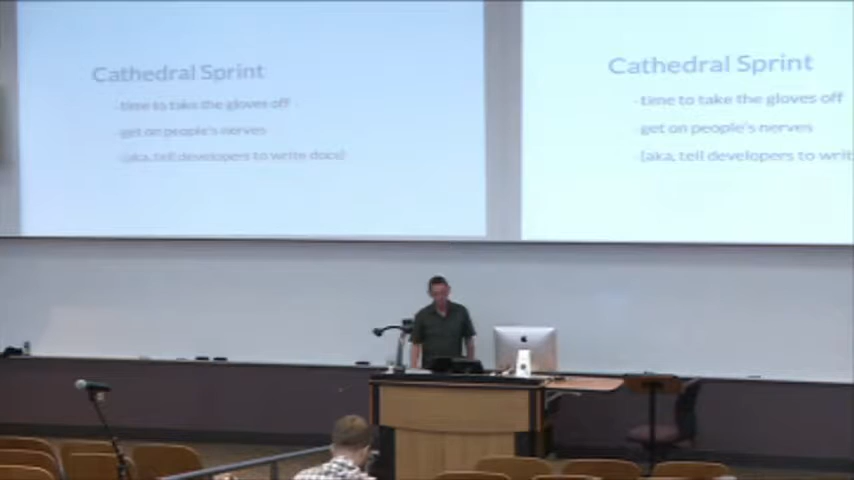 Cathedral Sprint
- time to take the gloves off
- get on people's nerves
- (aka, tell developers to write docs)
Cathedral Sprint
- time to take the gloves off
- get on people's nerves
- (aka, tell developers to writ